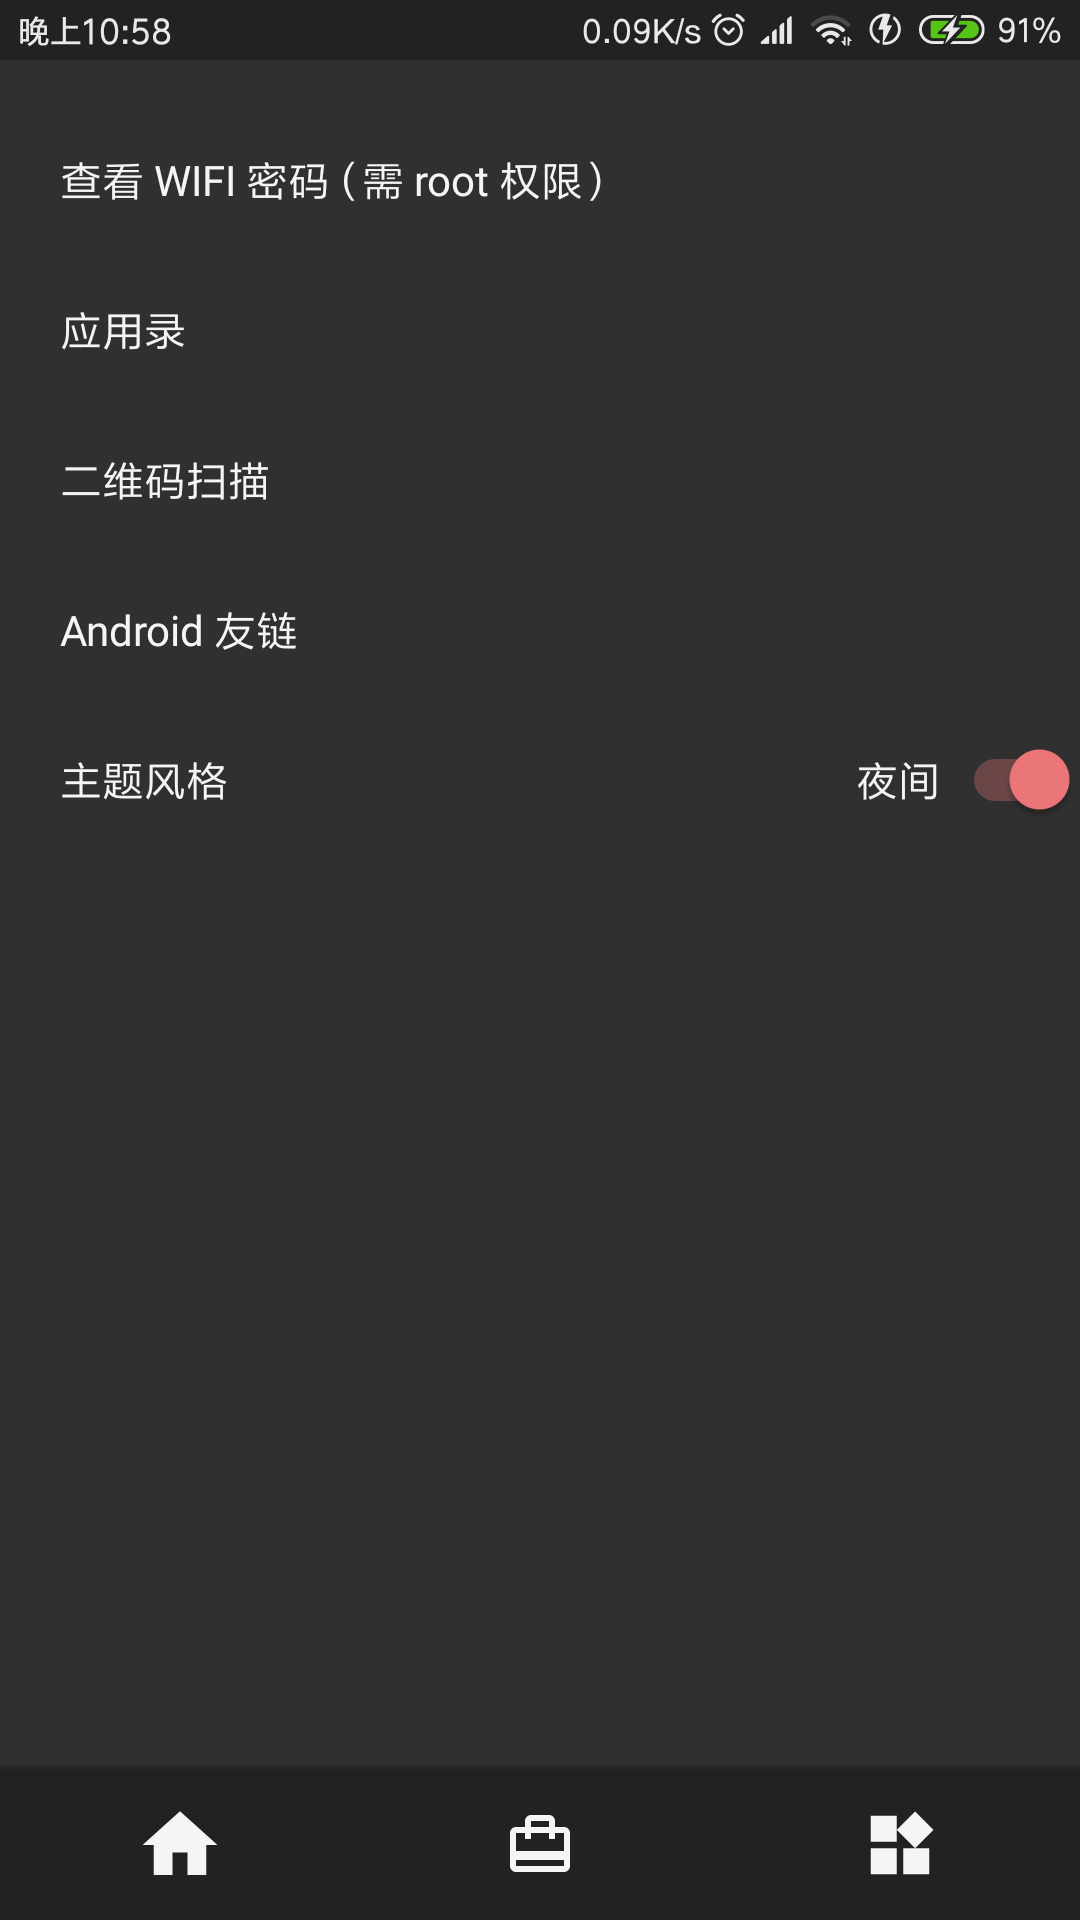 晚上10:58 0.09K/s 91%
查看 WIFI 密码（需 root 权限）
应用录
二维码扫描
Android 友链
主题风格 夜间